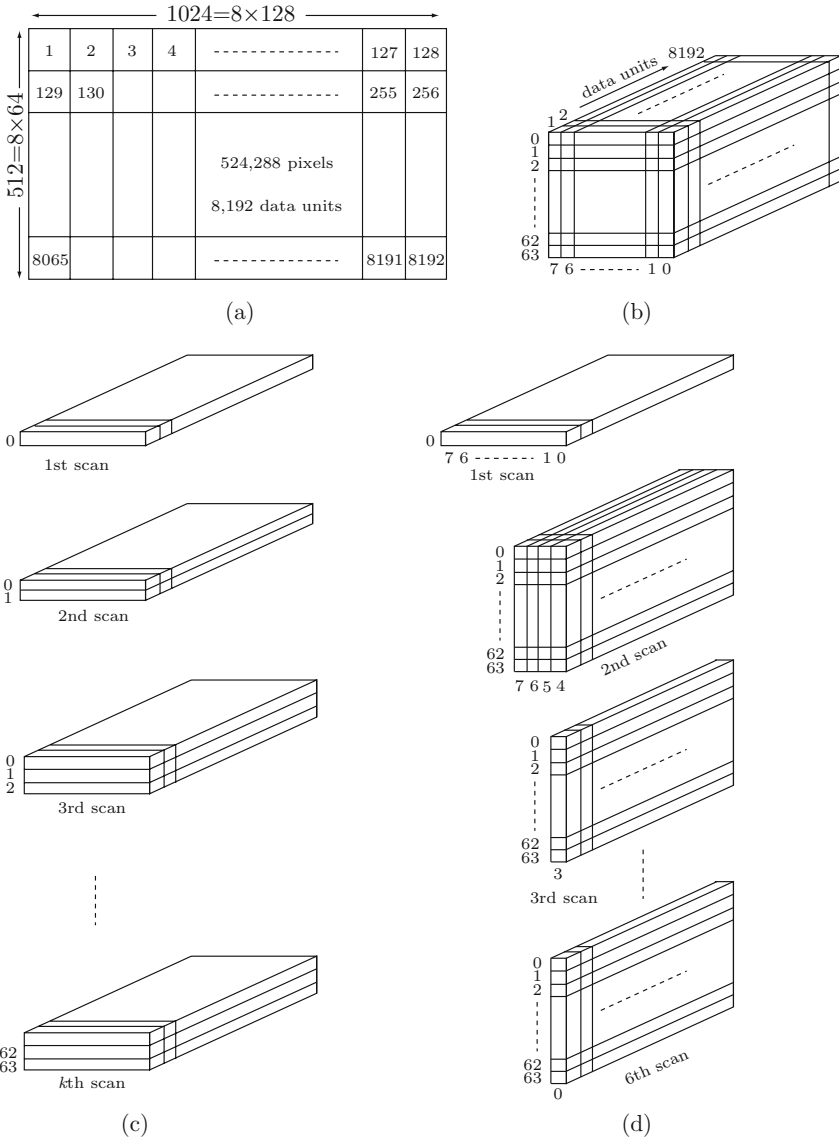 1024=8×128
512=8×64
1 2 3 4 127 128
129 130 255 256
524,288 pixels
8,192 data units
8065 8191 8192
(a)
8192
data units
1 2
0
1
2
62
63
7 6 1 0
(b)
0
1st scan
0
1
2nd scan
0
1
2
3rd scan
62
63
kth scan
(c)
0
7 6 1 0
1st scan
0
1
2
62
63
7 6 5 4
2nd scan
0
1
2
62
63
3
3rd scan
0
1
2
62
63
0
6th scan
(d)